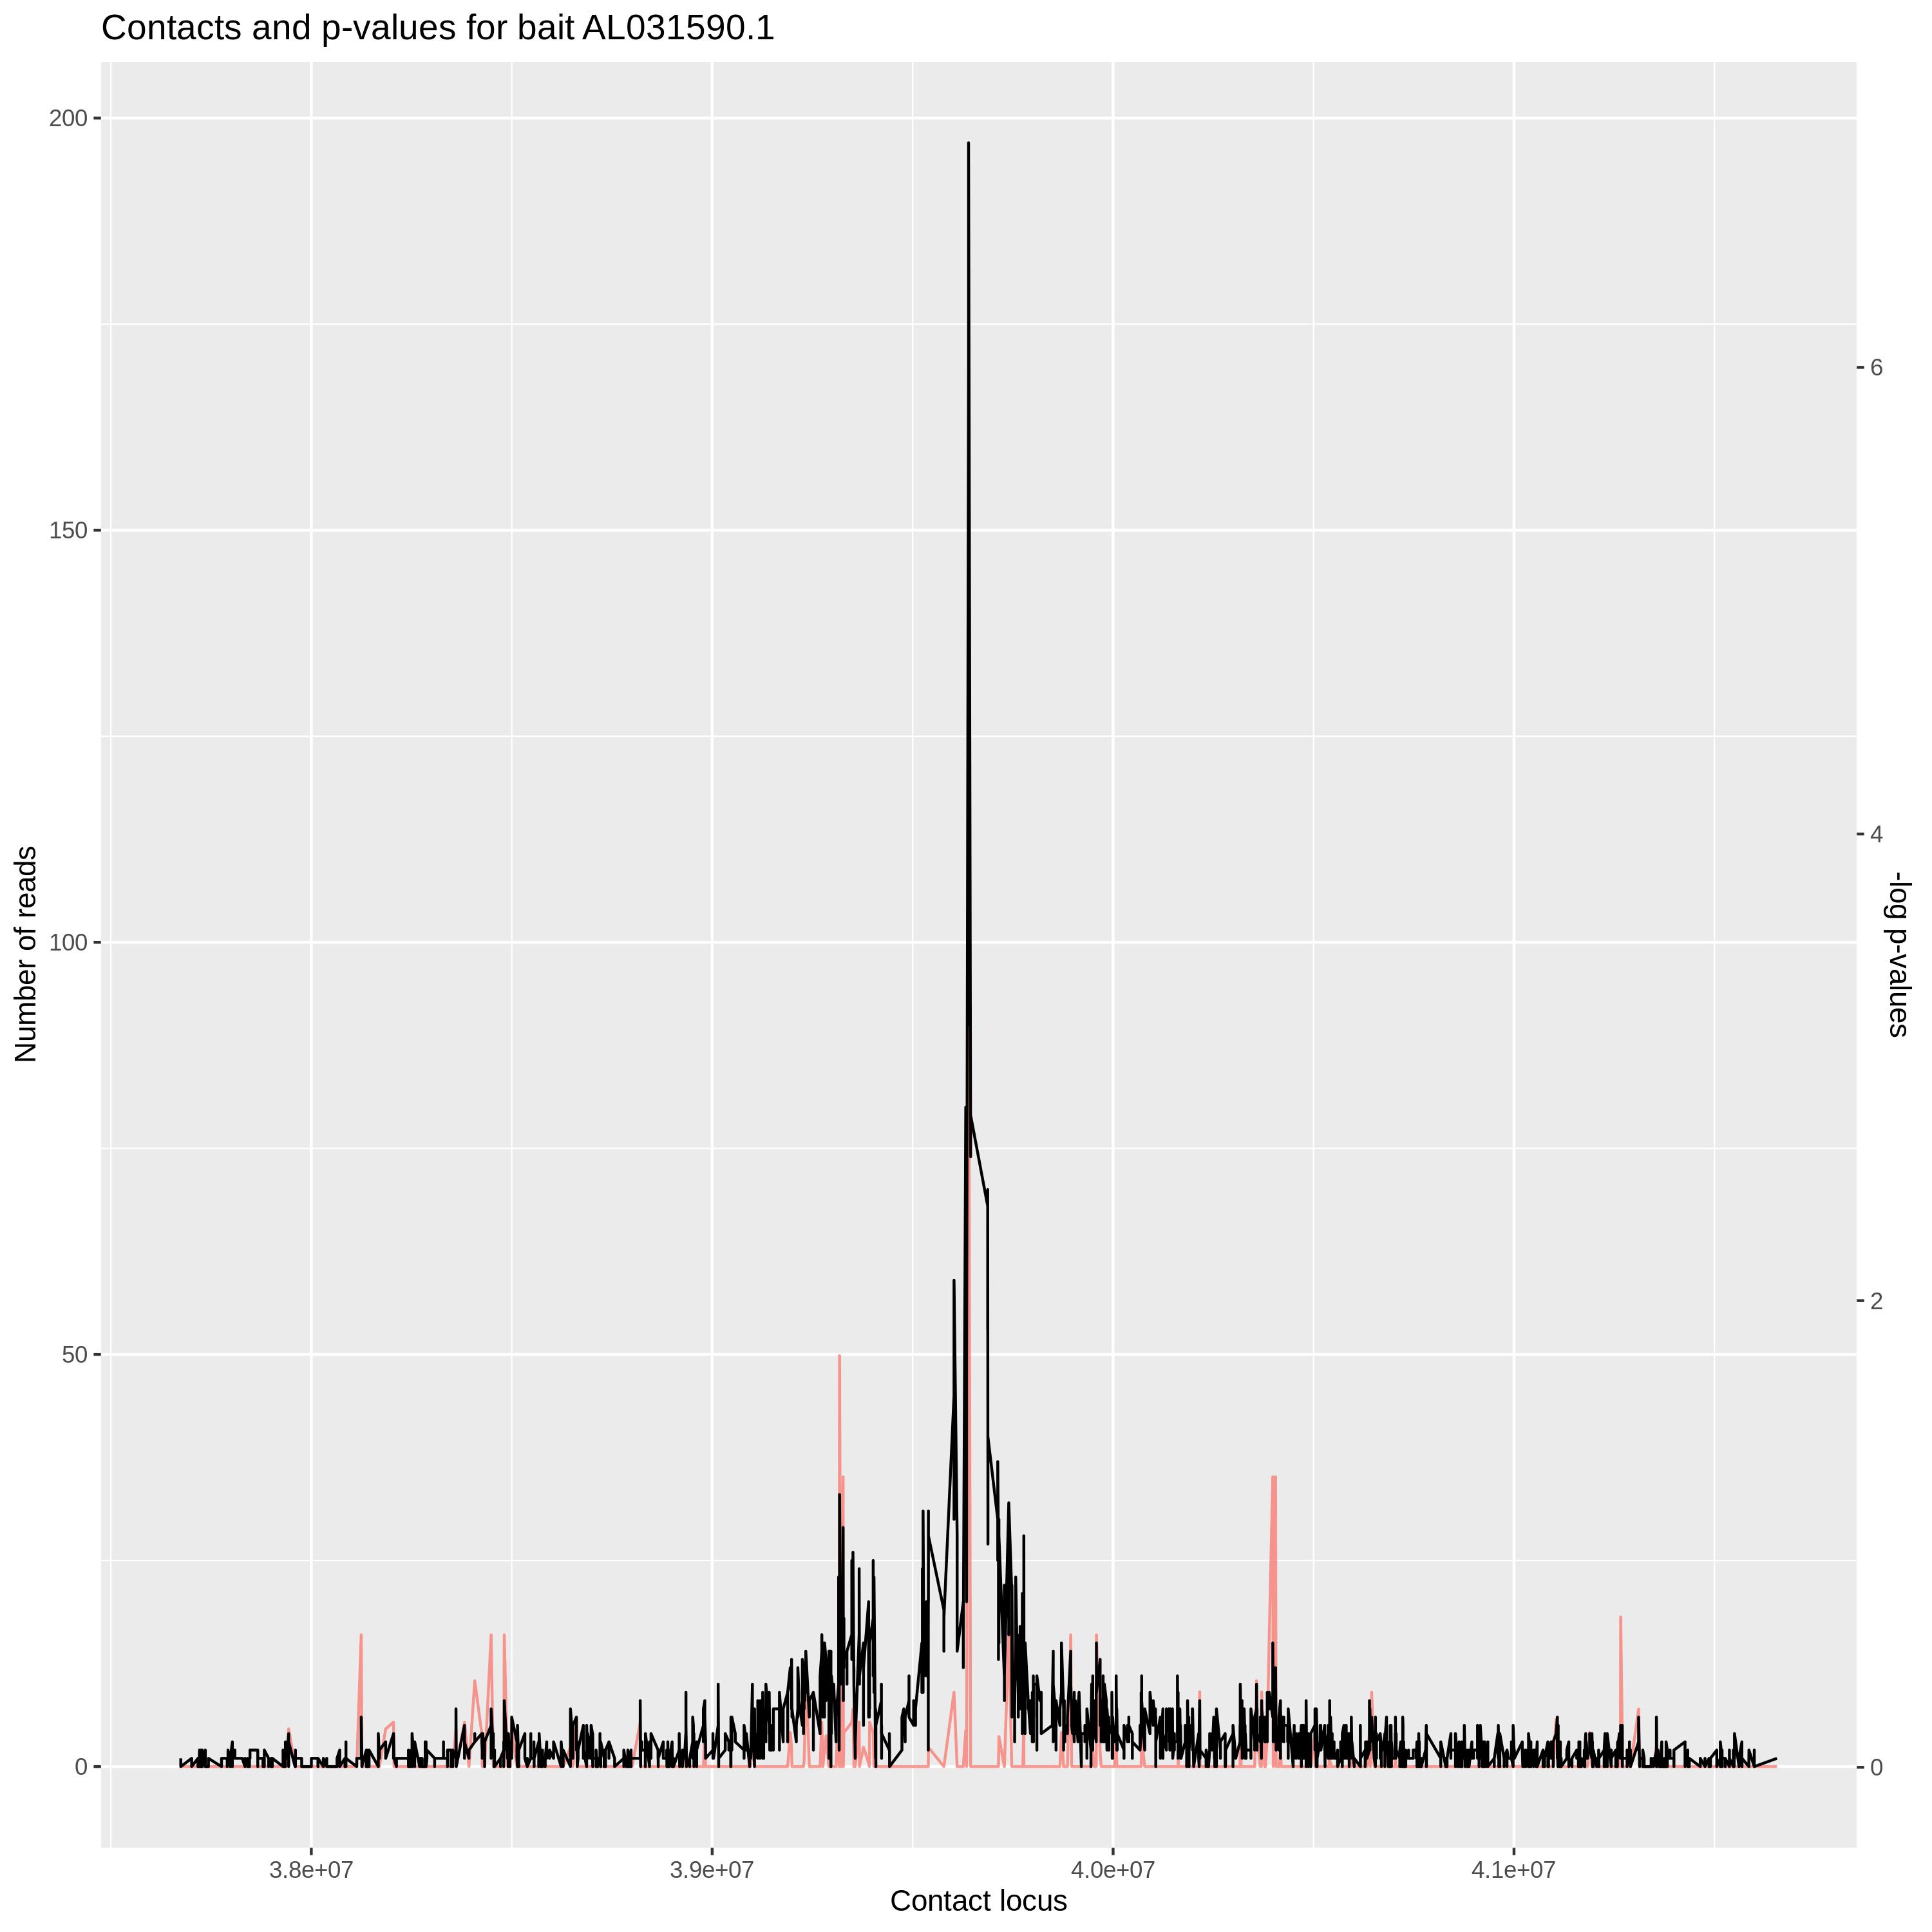 Contacts and p-values for bait AL031590.1
200
150
100
50
0
Number of reads
6
4
2
0
-log p-values
3.8e+07
3.9e+07
4.0e+07
4.1e+07
Contact locus